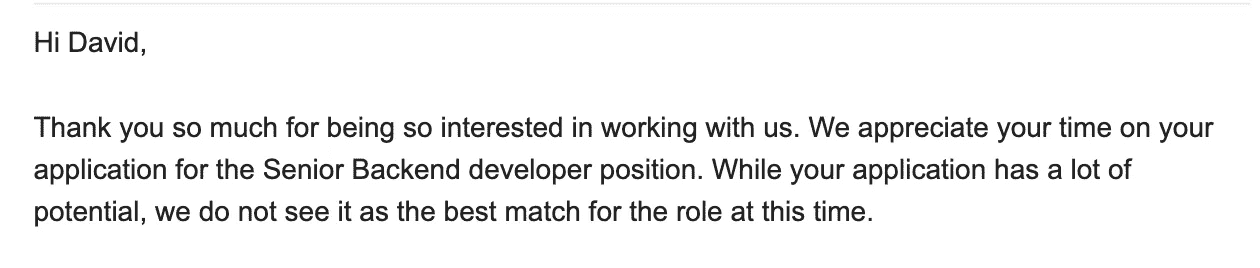 Hi David,
Thank you so much for being so interested in working with us. We appreciate your time on your
application for the Senior Backend developer position. While your application has a lot of
potential, we do not see it as the best match for the role at this time.